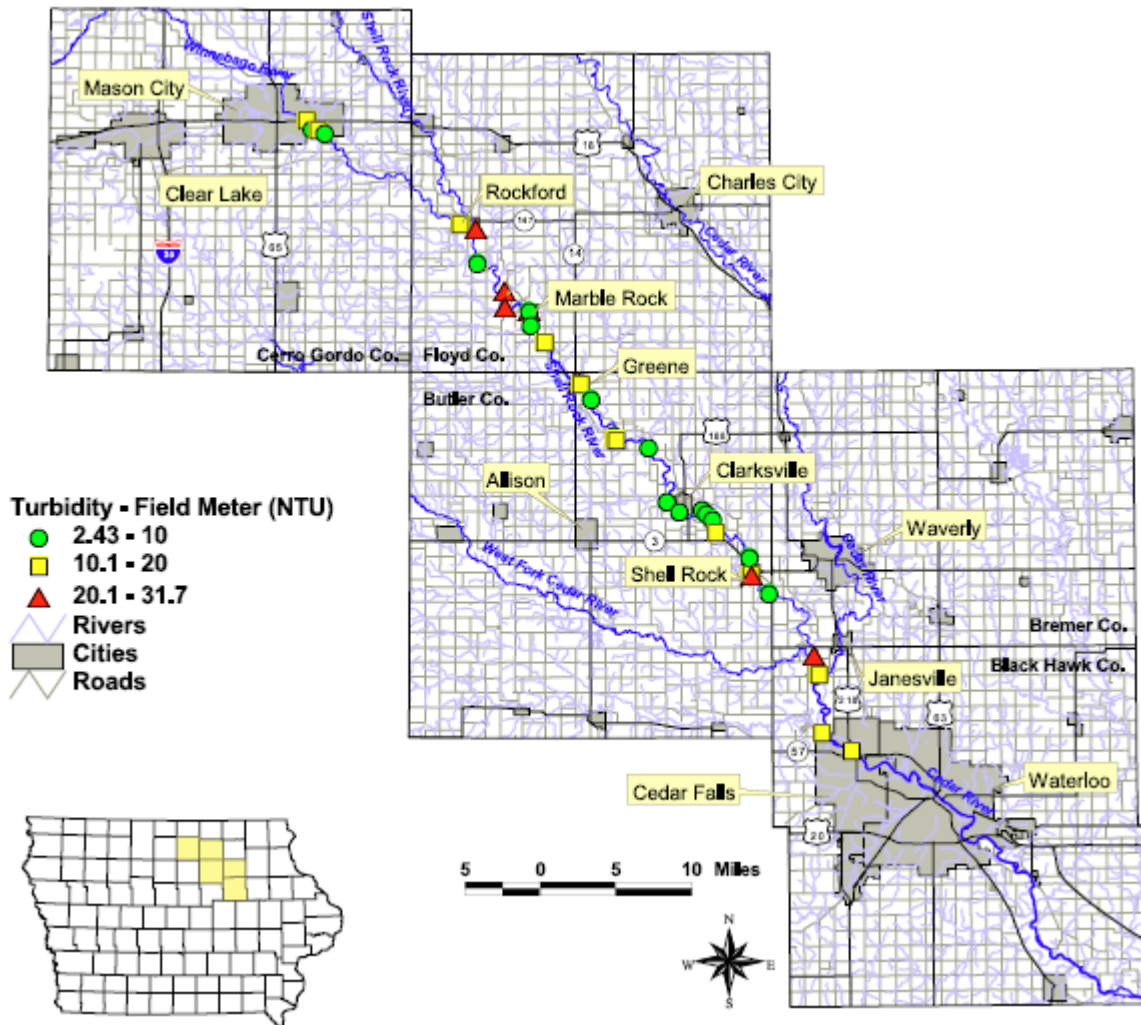 Winnebago River
Shell Rock River
Mason City
18
Charles City
Clear Lake
Rockford
147
65
14
35
Cedar River
Marble Rock
Cerro Gordo Co.
Floyd Co.
Greene
Butler Co.
Shell Rock River
188
Clarksville
Allison
Turbidity - Field Meter (NTU)
2.43 - 10
10.1 - 20
20.1 - 31.7
Rivers
Cities
Roads
3
Waverly
Cedar River
West Fork Cedar River
Shell Rock
Bremer Co.
Black Hawk Co.
Janesville
218
63
57
Cedar Falls
Cedar River
Waterloo
20
5 0 5 10 Miles
N
W E
S